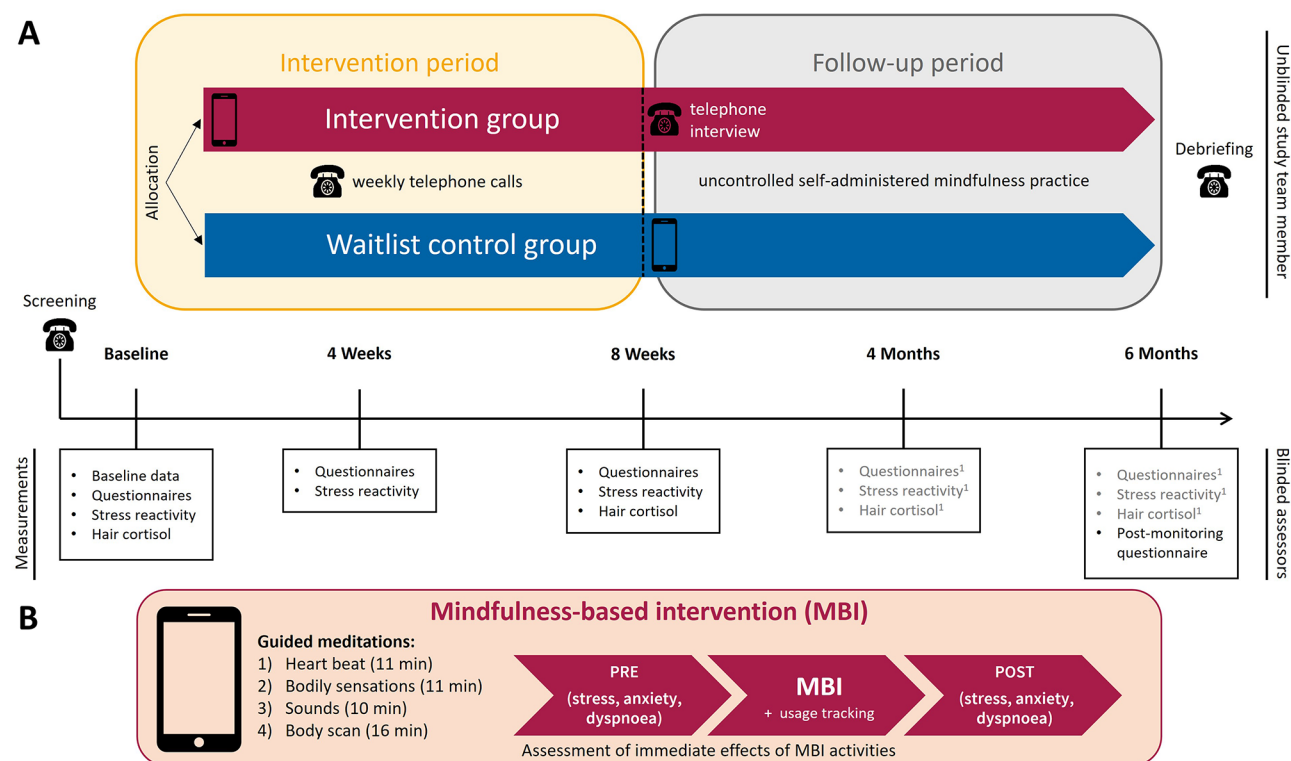 A
Intervention period
Follow-up period
Intervention group
telephone
interview
Allocation
weekly telephone calls
uncontrolled self-administered mindfulness practice
Waitlist control group
Debriefing
Unblinded study team member
Screening
Baseline
4 Weeks
8 Weeks
4 Months
6 Months
Measurements
• Baseline data
• Questionnaires
• Stress reactivity
• Hair cortisol
• Questionnaires
• Stress reactivity
• Questionnaires
• Stress reactivity
• Hair cortisol
• Questionnaires¹
• Stress reactivity¹
• Hair cortisol¹
• Questionnaires¹
• Stress reactivity¹
• Hair cortisol¹
• Post-monitoring
questionnaire
Blinded assessors
B
Mindfulness-based intervention (MBI)
Guided meditations:
1) Heart beat (11 min)
2) Bodily sensations (11 min)
3) Sounds (10 min)
4) Body scan (16 min)
PRE
(stress, anxiety,
dyspnoea)
MBI
+ usage tracking
POST
(stress, anxiety,
dyspnoea)
Assessment of immediate effects of MBI activities